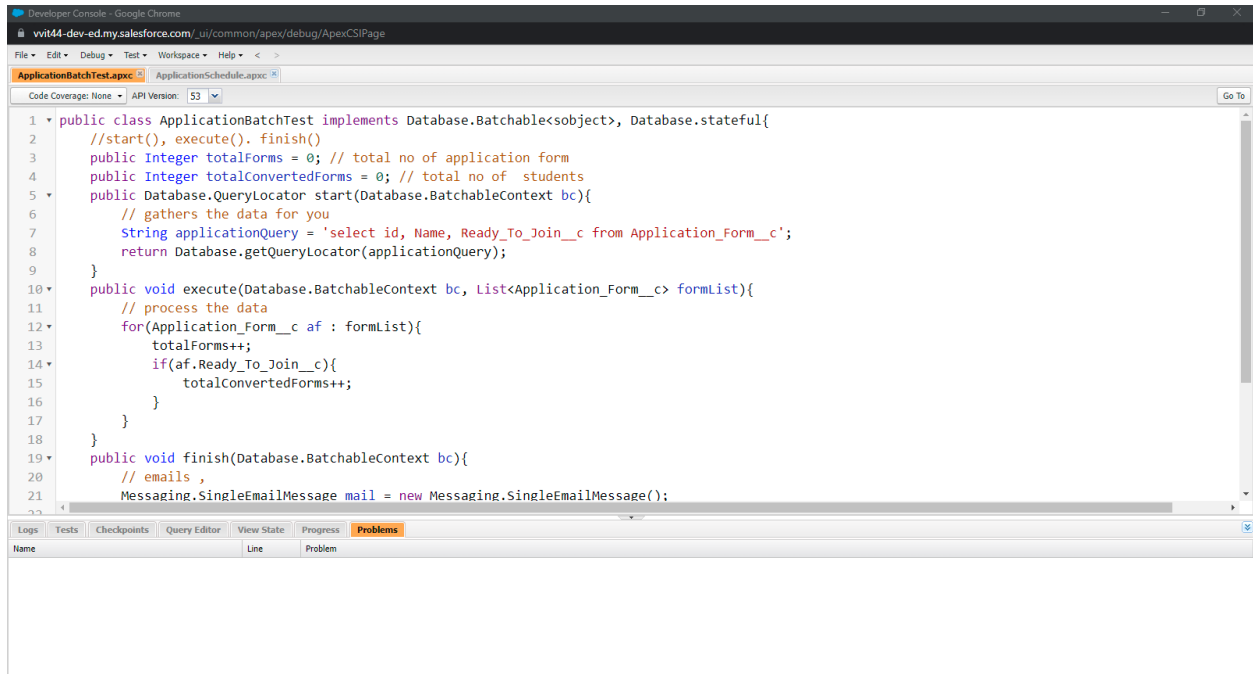 Developer Console - Google Chrome
vvit44-dev-ed.my.salesforce.com/_ui/common/apex/debug/ApexCSIPage
File Edit Debug Test Workspace Help < >
ApplicationBatchTest.apxc ApplicationSchedule.apxc
Code Coverage: None API Version: 53 Go To
1 public class ApplicationBatchTest implements Database.Batchable<sobject>, Database.stateful{
2 //start(), execute(). finish()
3 public Integer totalForms = 0; // total no of application form
4 public Integer totalConvertedForms = 0; // total no of  students
5 public Database.QueryLocator start(Database.BatchableContext bc){
6 // gathers the data for you
7 String applicationQuery = 'select id, Name, Ready_To_Join__c from Application_Form__c';
8 return Database.getQueryLocator(applicationQuery);
9 }
10 public void execute(Database.BatchableContext bc, List<Application_Form__c> formList){
11 // process the data
12 for(Application_Form__c af : formList){
13 totalForms++;
14 if(af.Ready_To_Join__c){
15 totalConvertedForms++;
16 }
17 }
18 }
19 public void finish(Database.BatchableContext bc){
20 // emails ,
21 Messaging.SingleEmailMessage mail = new Messaging.SingleEmailMessage();
22
Logs Tests Checkpoints Query Editor View State Progress Problems
Name Line Problem